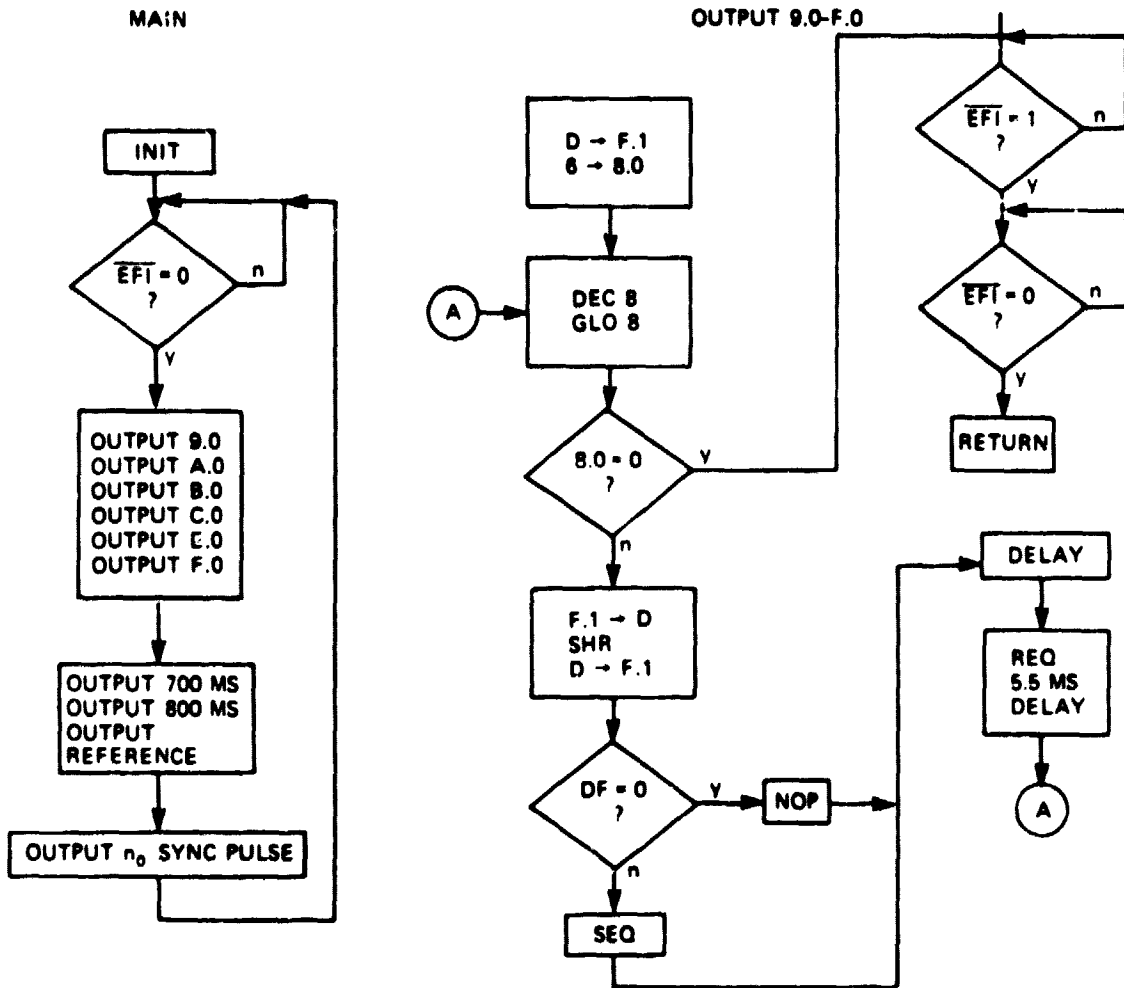 MAIN
INIT
EFI = 0
?
n
y
OUTPUT 9.0
OUTPUT A.0
OUTPUT B.0
OUTPUT C.0
OUTPUT E.0
OUTPUT F.0
OUTPUT 700 MS
OUTPUT 800 MS
OUTPUT
REFERENCE
OUTPUT n₀ SYNC PULSE
OUTPUT 9.0-F.0
D → F.1
6 → 8.0
A
DEC 8
GLO 8
8.0 = 0
?
y
n
F.1 → D
SHR
D → F.1
DF = 0
?
y
NOP
n
SEQ
EFI = 1
?
n
y
EFI = 0
?
n
y
RETURN
DELAY
REQ
5.5 MS
DELAY
A